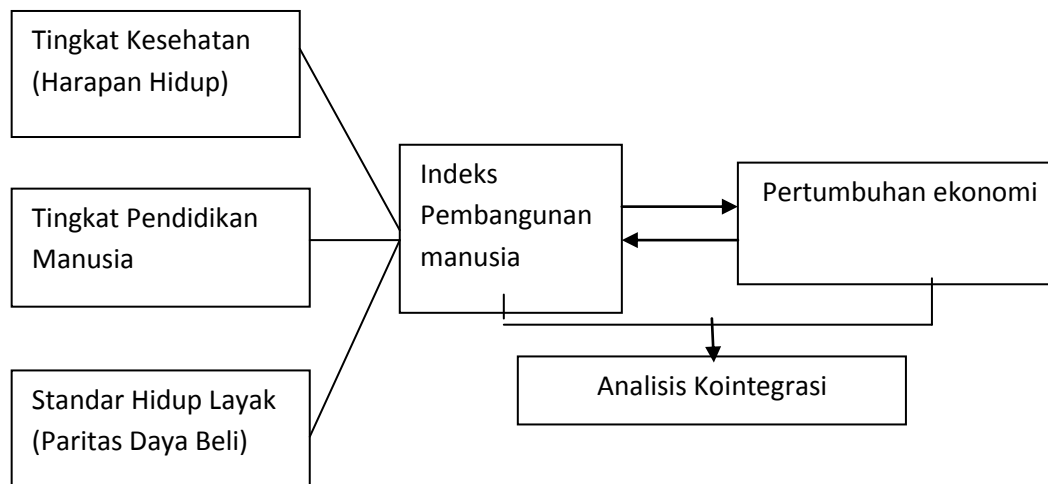 Tingkat Kesehatan
(Harapan Hidup)
Tingkat Pendidikan
Manusia
Standar Hidup Layak
(Paritas Daya Beli)
Indeks
Pembangunan
manusia
Pertumbuhan ekonomi
Analisis Kointegrasi